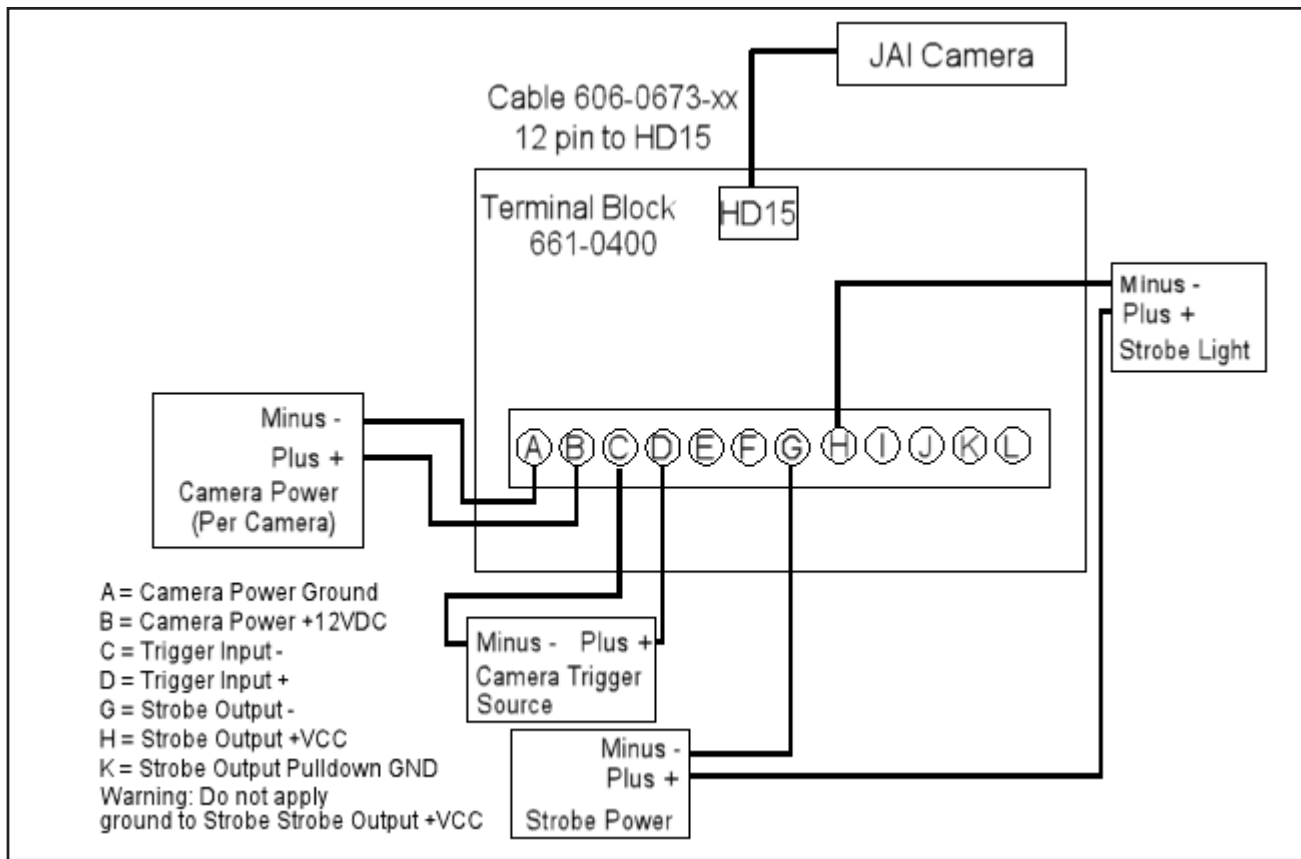 JAI Camera
Cable 606-0673-xx
12 pin to HD15
Terminal Block
661-0400
HD15
Minus -
Plus +
Strobe Light
Minus -
Plus +
Camera Power
(Per Camera)
A B C D E F G H I J K L
A = Camera Power Ground
B = Camera Power +12VDC
C = Trigger Input -
D = Trigger Input +
G = Strobe Output -
H = Strobe Output +VCC
K = Strobe Output Pulldown GND
Warning: Do not apply
ground to Strobe Strobe Output +VCC
Minus - Plus +
Camera Trigger
Source
Minus -
Plus +
Strobe Power